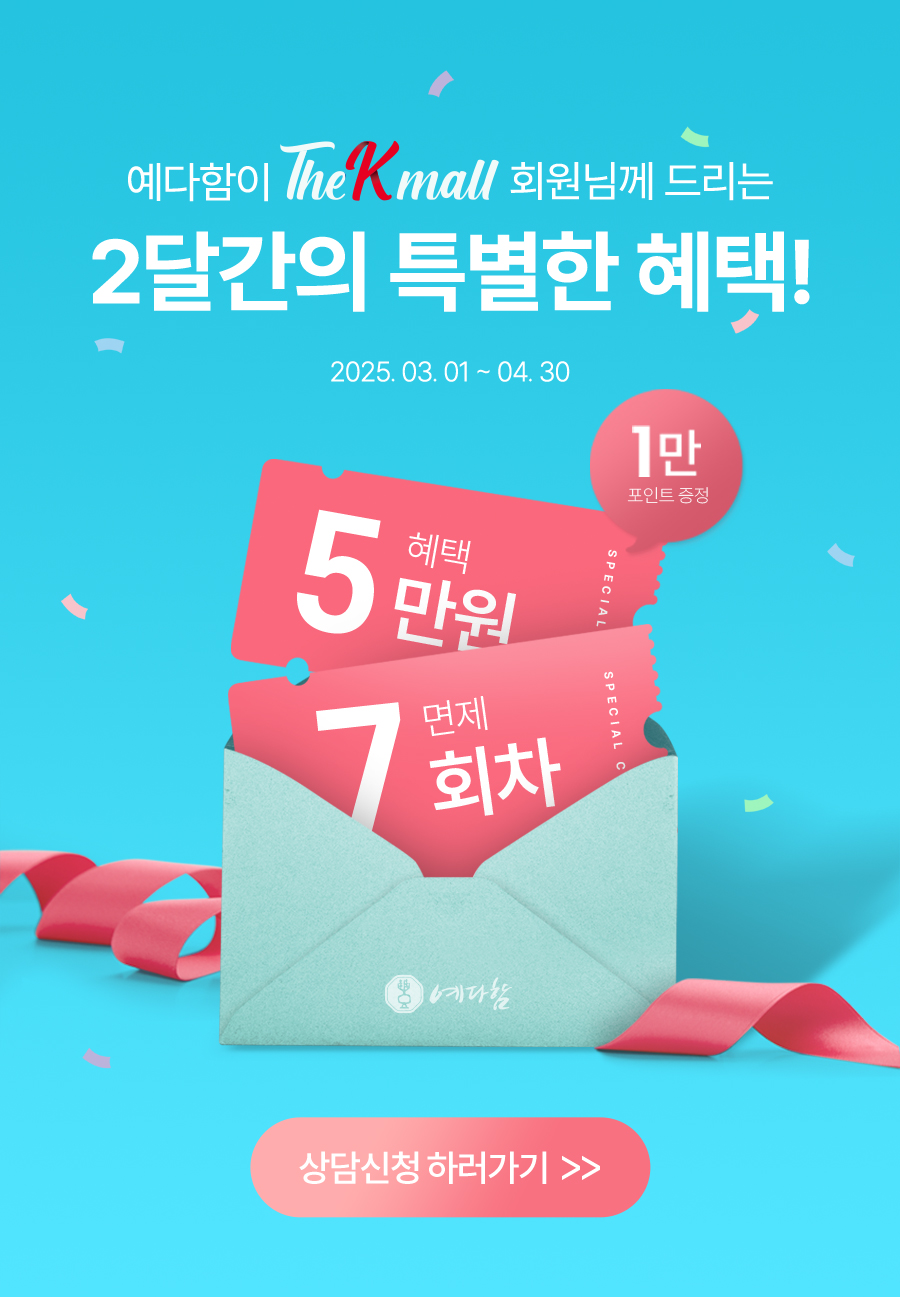 예다함이 The K mall 회원님께 드리는
2달간의 특별한 혜택!
2025. 03. 01 ~ 04. 30
1만
포인트 증정
5 혜택
만원
SPECIAL
7 면제
회차
SPECIAL C
예다함
상담신청 하러가기 >>